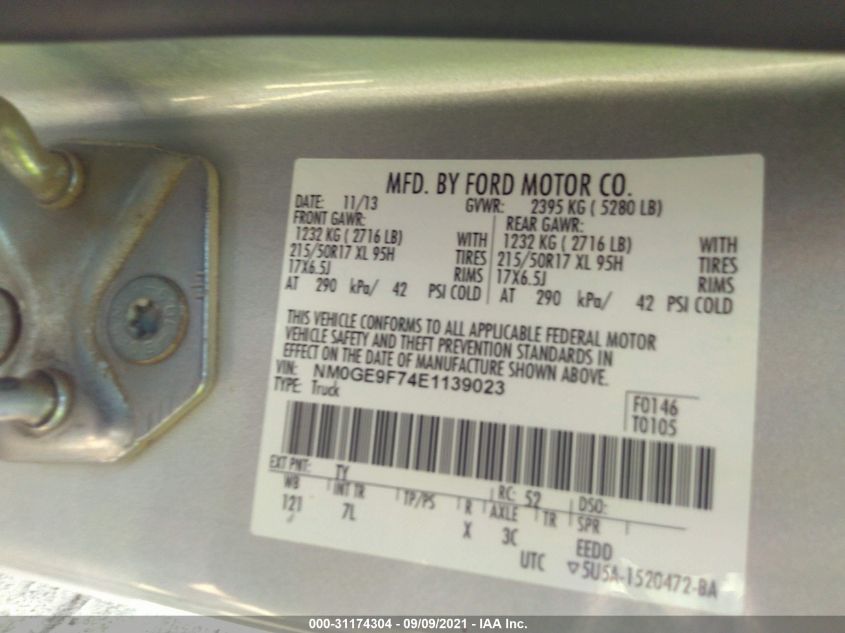 MFD. BY FORD MOTOR CO.
DATE: 11/13 GVWR: 2395 KG ( 5280 LB)
FRONT GAWR: REAR GAWR:
1232 KG ( 2716 LB) WITH 1232 KG ( 2716 LB) WITH
215/50R17 XL 95H TIRES 215/50R17 XL 95H TIRES
17X6.5J RIMS 17X6.5J RIMS
AT 290 kPa/ 42 PSI COLD AT 290 kPa/ 42 PSI COLD
THIS VEHICLE CONFORMS TO ALL APPLICABLE FEDERAL MOTOR
VEHICLE SAFETY AND THEFT PREVENTION STANDARDS IN
EFFECT ON THE DATE OF MANUFACTURE SHOWN ABOVE.
VIN: NM0GE9F74E1139023
TYPE: Truck
F0146
T0105
EXT PNT: TY RC: 52 DSO:
WB INT TR TP/PS R AXLE TR SPR
121 7L X 3C EEDD
UTC ▽5U5A-1520472-BA
000-31174304 - 09/09/2021 - IAA Inc.